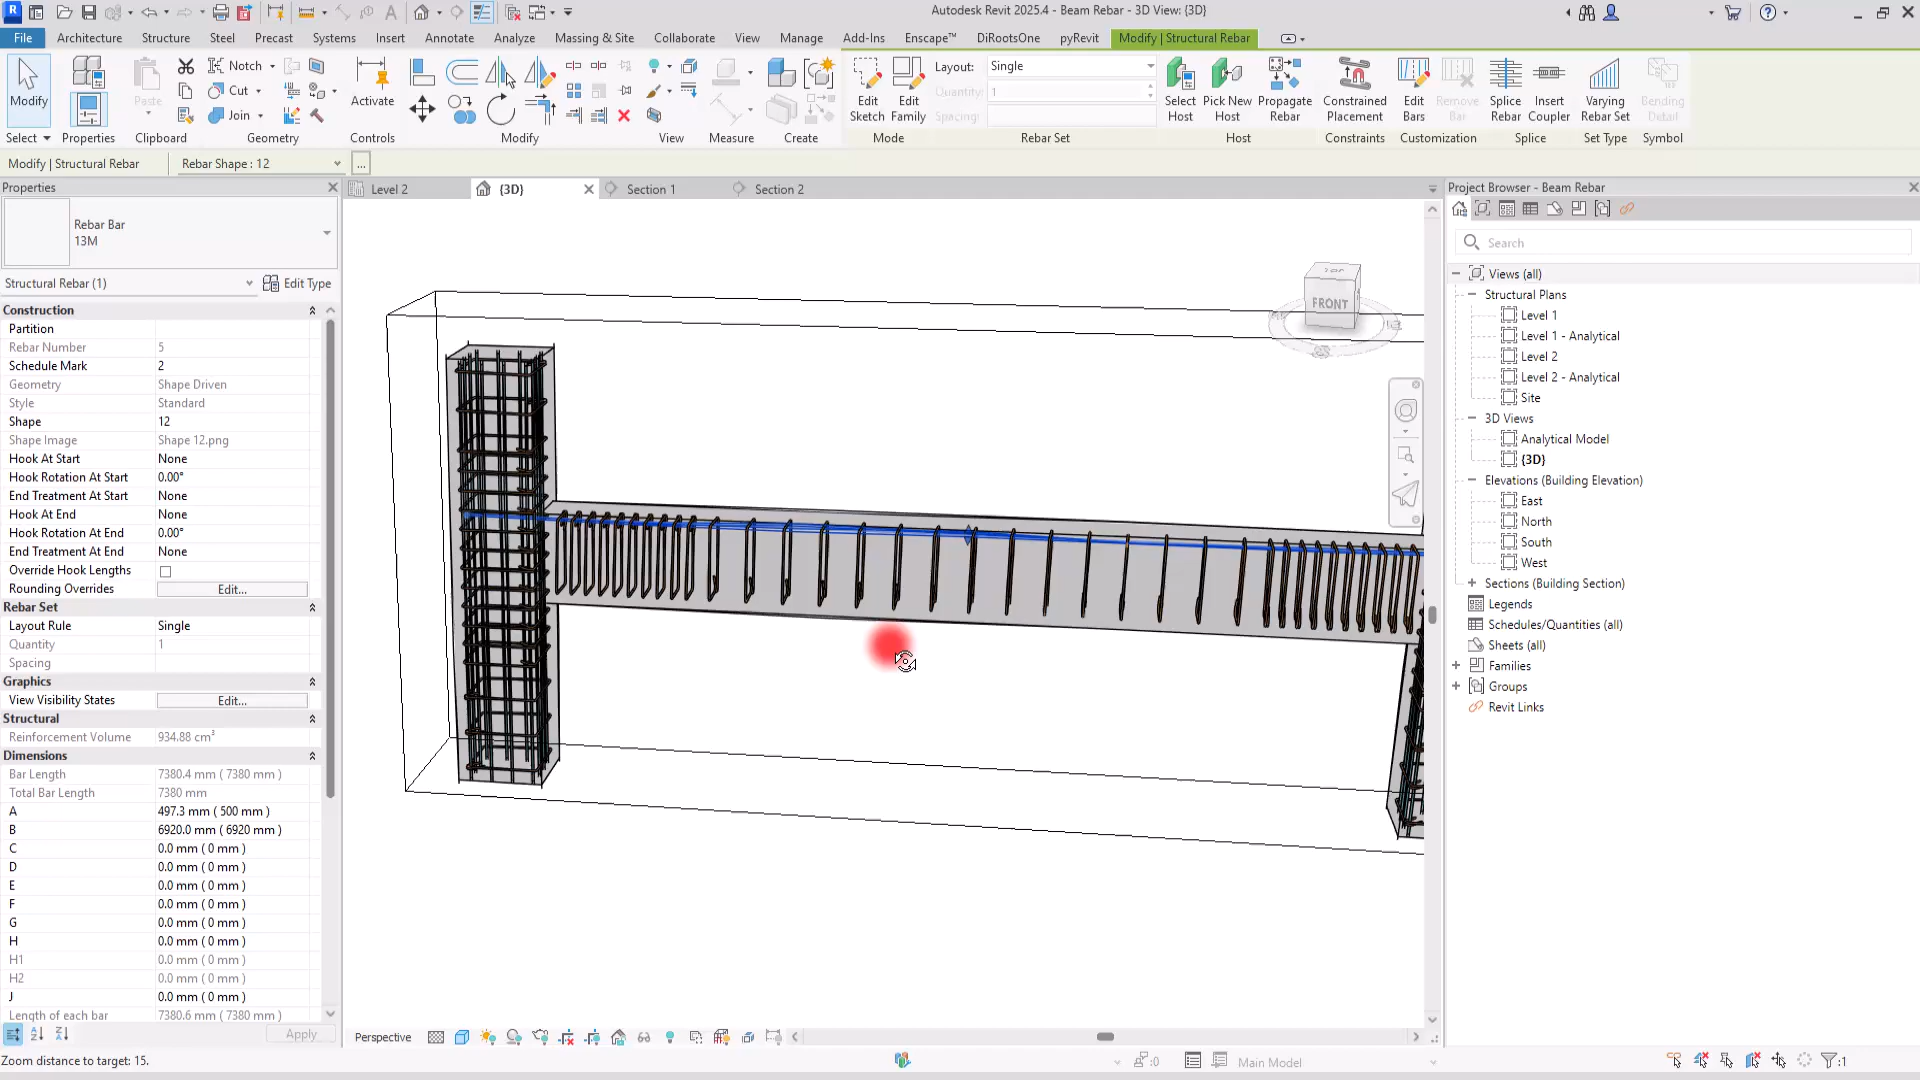 Autodesk Revit 2025.4 - Beam Rebar - 3D View: {3D}
File Architecture Structure Steel Precast Systems Insert Annotate Analyze Massing & Site Collaborate View Manage Add-Ins Enscape™ DiRootsOne pyRevit Modify | Structural Rebar
Modify
Select
Properties
Paste
Clipboard
Notch
Cut
Join
Geometry
Activate
Controls
Modify
View
Measure
Create
Edit Sketch
Edit Family
Mode
Layout: Single
Quantity: 1
Spacing:
Rebar Set
Select Host
Pick New Host
Propagate Rebar
Host
Constrained Placement
Constraints
Edit Bars
Remove Bar
Customization
Splice Rebar
Insert Coupler
Splice
Varying Rebar Set
Set Type
Bending Detail
Symbol
Modify | Structural Rebar
Rebar Shape : 12
...
Properties
Rebar Bar
13M
Structural Rebar (1)
Edit Type
Construction
Partition
Rebar Number 5
Schedule Mark 2
Geometry Shape Driven
Style Standard
Shape 12
Shape Image Shape 12.png
Hook At Start None
Hook Rotation At Start 0.00°
End Treatment At Start None
Hook At End None
Hook Rotation At End 0.00°
End Treatment At End None
Override Hook Lengths
Rounding Overrides Edit...
Rebar Set
Layout Rule Single
Quantity 1
Spacing
Graphics
View Visibility States Edit...
Structural
Reinforcement Volume 934.88 cm³
Dimensions
Bar Length 7380.4 mm ( 7380 mm )
Total Bar Length 7380 mm
A 497.3 mm ( 500 mm )
B 6920.0 mm ( 6920 mm )
C 0.0 mm ( 0 mm )
D 0.0 mm ( 0 mm )
E 0.0 mm ( 0 mm )
F 0.0 mm ( 0 mm )
G 0.0 mm ( 0 mm )
H 0.0 mm ( 0 mm )
H1 0.0 mm ( 0 mm )
H2 0.0 mm ( 0 mm )
J 0.0 mm ( 0 mm )
Length of each bar 7380.6 mm ( 7380 mm )
Apply
Level 2
{3D}
Section 1
Section 2
TOP
FRONT
Perspective
Project Browser - Beam Rebar
Search
Views (all)
Structural Plans
Level 1
Level 1 - Analytical
Level 2
Level 2 - Analytical
Site
3D Views
Analytical Model
{3D}
Elevations (Building Elevation)
East
North
South
West
Sections (Building Section)
Legends
Schedules/Quantities (all)
Sheets (all)
Families
Groups
Revit Links
Zoom distance to target: 15.
:0
Main Model
:1